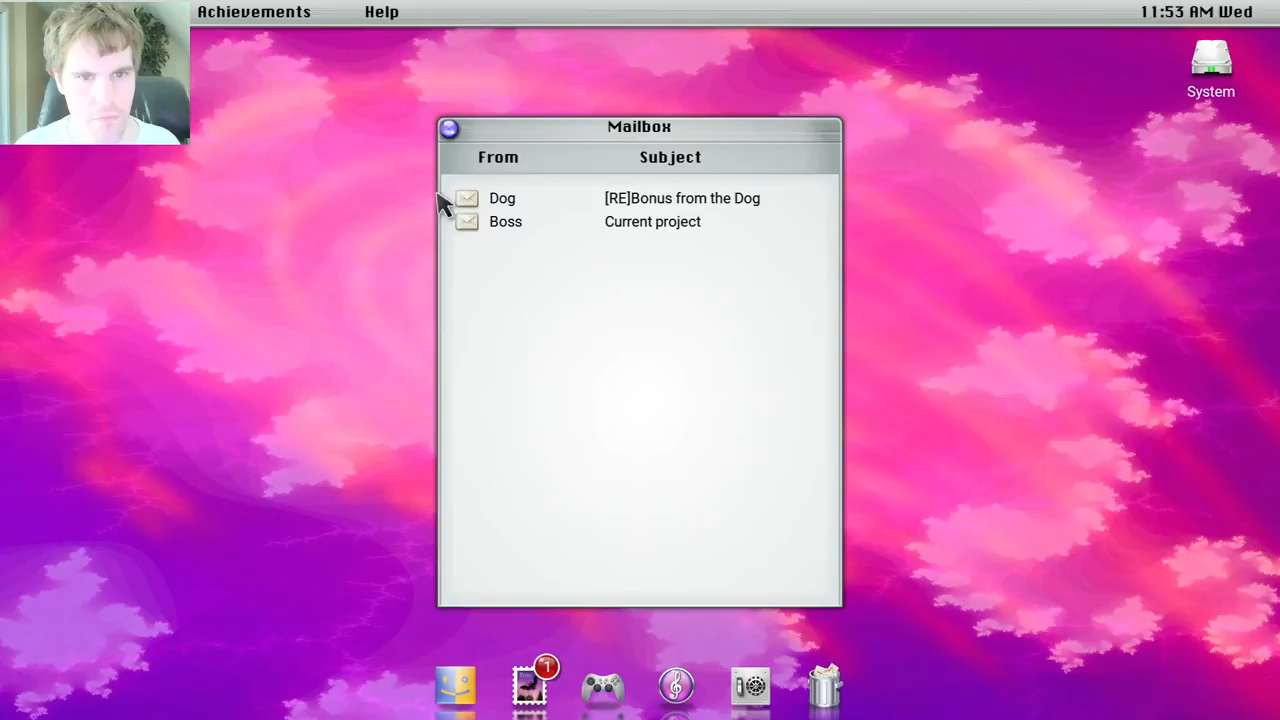 Achievements Help 11:53 AM Wed
System
Mailbox
From Subject
Dog [RE]Bonus from the Dog
Boss Current project
1